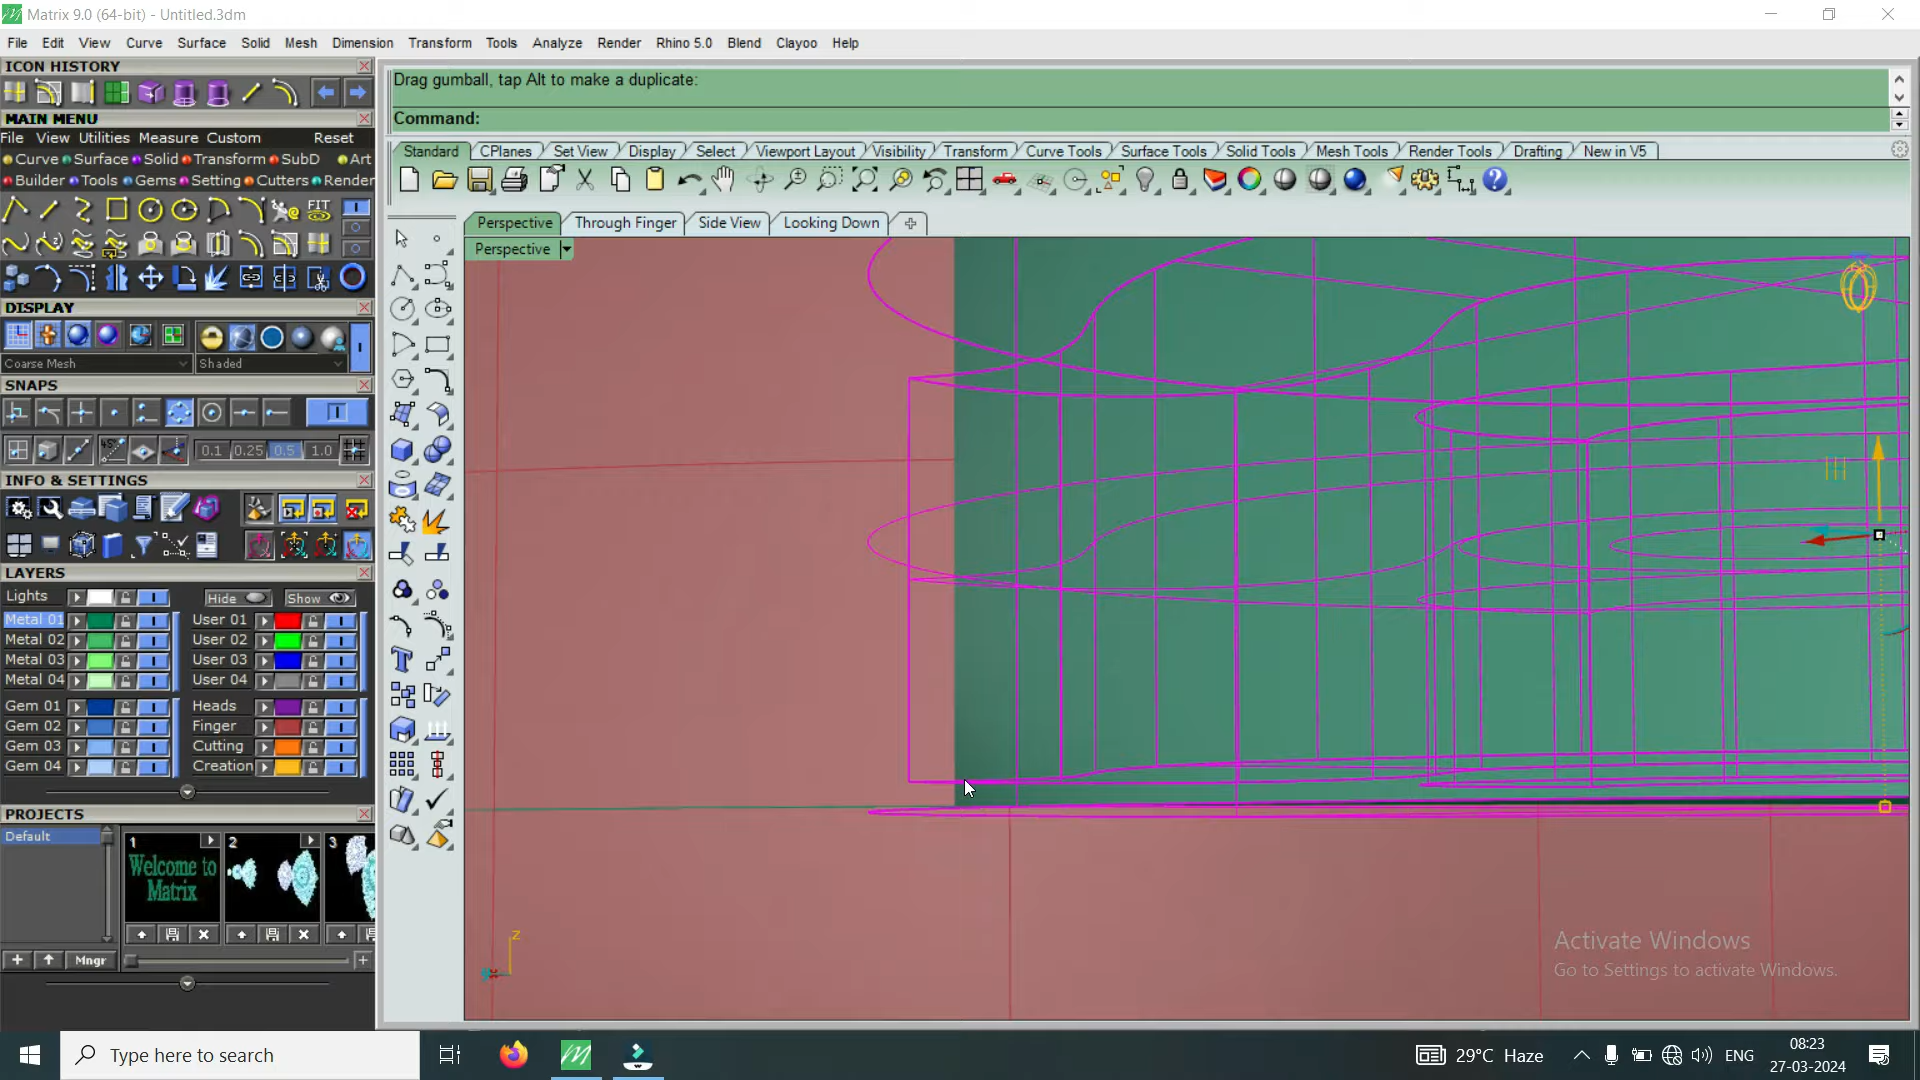 Matrix 9.0 (64-bit) - Untitled.3dm
File Edit View Curve Surface Solid Mesh Dimension Transform Tools Analyze Render Rhino 5.0 Blend Clayoo Help
ICON HISTORY
Drag gumball, tap Alt to make a duplicate:
Command:
MAIN MENU
File View Utilities Measure Custom Reset
Curve Surface Solid Transform SubD Art
Builder Tools Gems Setting Cutters Render
Standard CPlanes Set View Display Select Viewport Layout Visibility Transform Curve Tools Surface Tools Solid Tools Mesh Tools Render Tools Drafting New in V5
FIT
Perspective Through Finger Side View Looking Down
Perspective
DISPLAY
Coarse Mesh Shaded
SNAPS
45°
0.1 0.25 0.5 1.0
INFO & SETTINGS
LAYERS
Lights Hide Show
Metal 01 User 01
Metal 02 User 02
Metal 03 User 03
Metal 04 User 04
Gem 01 Heads
Gem 02 Finger
Gem 03 Cutting
Gem 04 Creation
PROJECTS
Default
1 2 3
Welcome to
Matrix
Mngr
z
Activate Windows
Go to Settings to activate Windows.
Type here to search
29°C Haze
ENG
08:23
27-03-2024